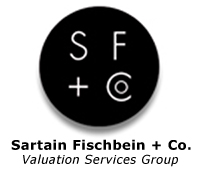 S F
+ Co
Sartain Fischbein + Co.
Valuation Services Group